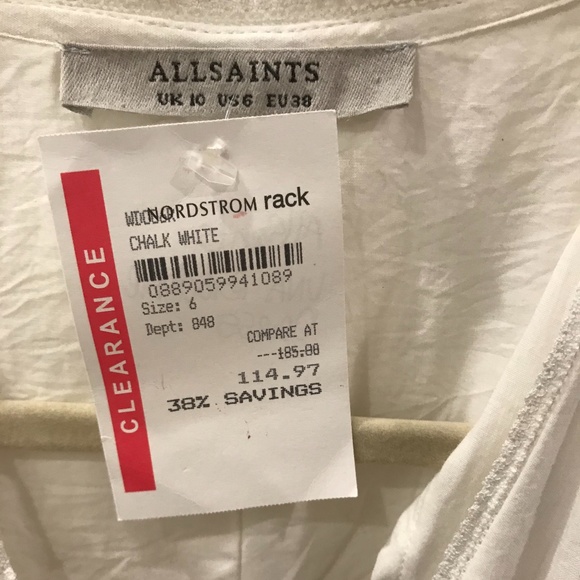 ALLSAINTS
UK 10 US 6 EU 38
NORDSTROM rack
CHALK WHITE
0889059941089
Size: 6
Dept: 848
COMPARE AT
---185.00
114.97
38% SAVINGS
CLEARANCE